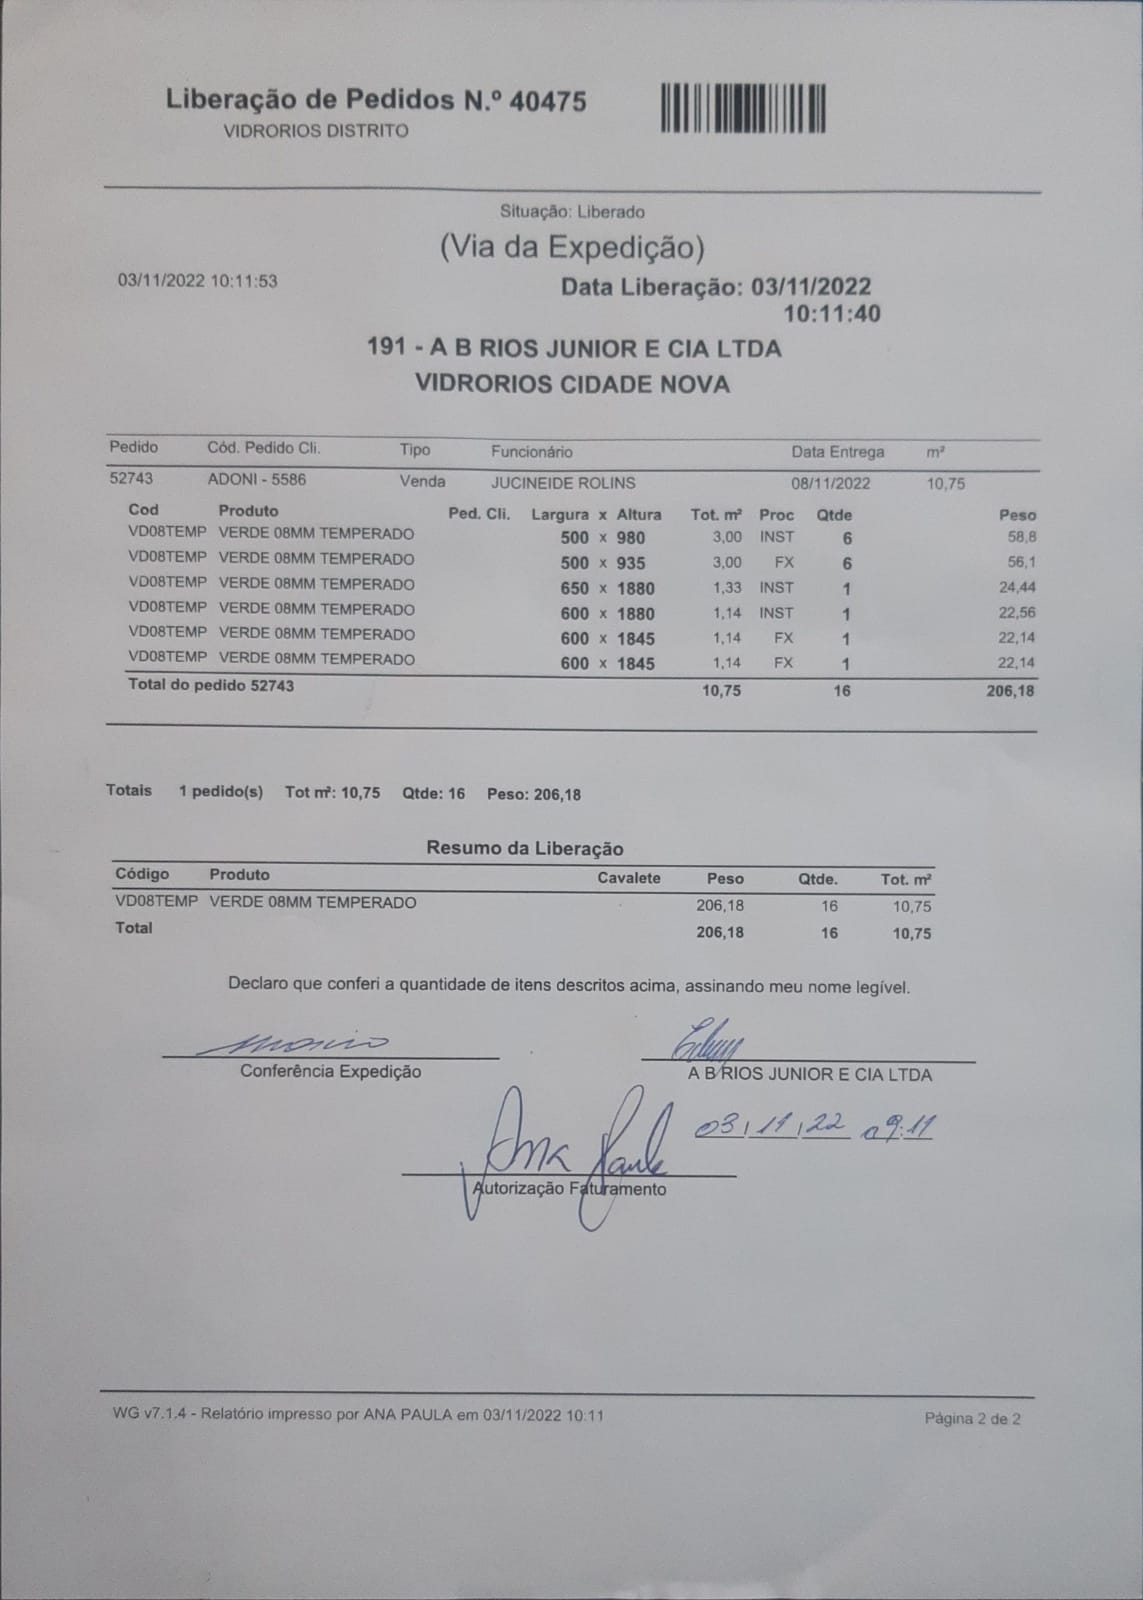 Liberação de Pedidos N.º 40475
VIDRORIOS DISTRITO
Situação: Liberado
(Via da Expedição)
03/11/2022 10:11:53
Data Liberação: 03/11/2022
10:11:40
191 - A B RIOS JUNIOR E CIA LTDA
VIDRORIOS CIDADE NOVA
Pedido Cód. Pedido Cli. Tipo Funcionário Data Entrega m²
52743 ADONI - 5586 Venda JUCINEIDE ROLINS 08/11/2022 10,75
Cod Produto Ped. Cli. Largura x Altura Tot. m² Proc Qtde Peso
VD08TEMP VERDE 08MM TEMPERADO 500 x 980 3,00 INST 6 58,8
VD08TEMP VERDE 08MM TEMPERADO 500 x 935 3,00 FX 6 56,1
VD08TEMP VERDE 08MM TEMPERADO 650 x 1880 1,33 INST 1 24,44
VD08TEMP VERDE 08MM TEMPERADO 600 x 1880 1,14 INST 1 22,56
VD08TEMP VERDE 08MM TEMPERADO 600 x 1845 1,14 FX 1 22,14
VD08TEMP VERDE 08MM TEMPERADO 600 x 1845 1,14 FX 1 22,14
Total do pedido 52743 10,75 16 206,18
Totais 1 pedido(s) Tot m²: 10,75 Qtde: 16 Peso: 206,18
Resumo da Liberação
Código Produto Cavalete Peso Qtde. Tot. m²
VD08TEMP VERDE 08MM TEMPERADO 206,18 16 10,75
Total 206,18 16 10,75
Declaro que conferi a quantidade de itens descritos acima, assinando meu nome legível.
Conferência Expedição A B RIOS JUNIOR E CIA LTDA
Ana Paula 03/11/22 09:11
Autorização Faturamento
WG v7.1.4 - Relatório impresso por ANA PAULA em 03/11/2022 10:11 Página 2 de 2